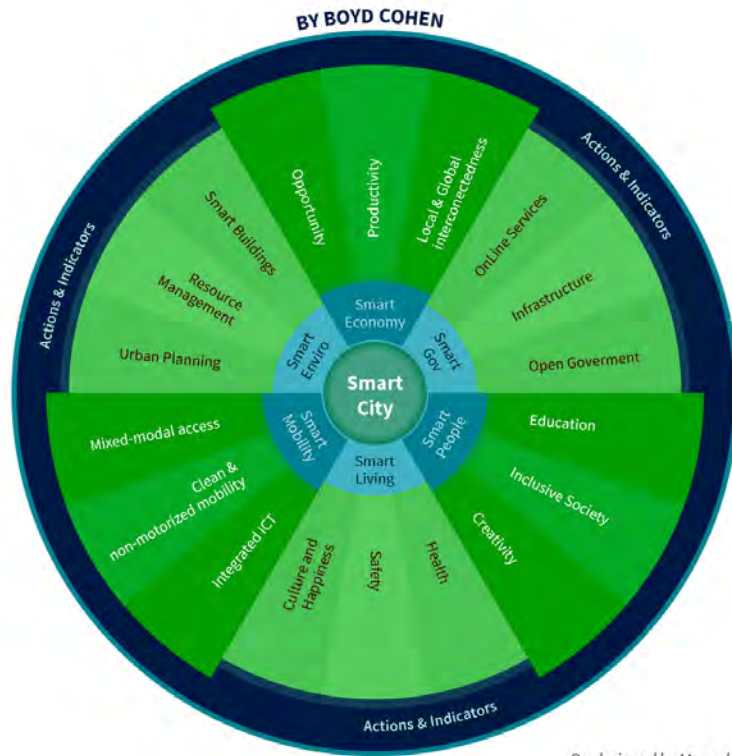 BY BOYD COHEN
Actions & Indicators
Actions & Indicators
Opportunity
Productivity
Local & Global
interconnectedness
Smart Buildings
Resource
Management
Urban Planning
OnLine Services
Infrastructure
Open Goverment
Smart
Economy
Smart
Enviro
Smart
Gov
Smart
City
Smart
Mobility
Smart
Living
Smart
People
Mixed-modal access
Clean &
non-motorized mobility
Integrated ICT
Culture and
Happiness
Safety
Health
Education
Inclusive Society
Creativity
Actions & Indicators